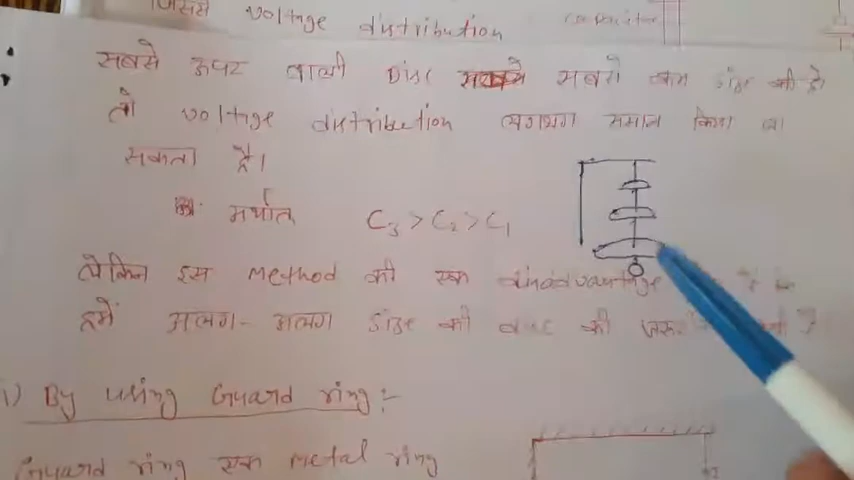 जिससे voltage distribution
सबसे ऊपर वाली Disc सबसे कम size की हो
तो voltage distribution लगभग समान किया जा
सकता है।
अर्थात C₃ > C₂ > C₁
लेकिन इस method की एक disadvantage
हमें अलग-अलग size की disc की
i) By using Guard ring :-
Guard ring एक metal ring